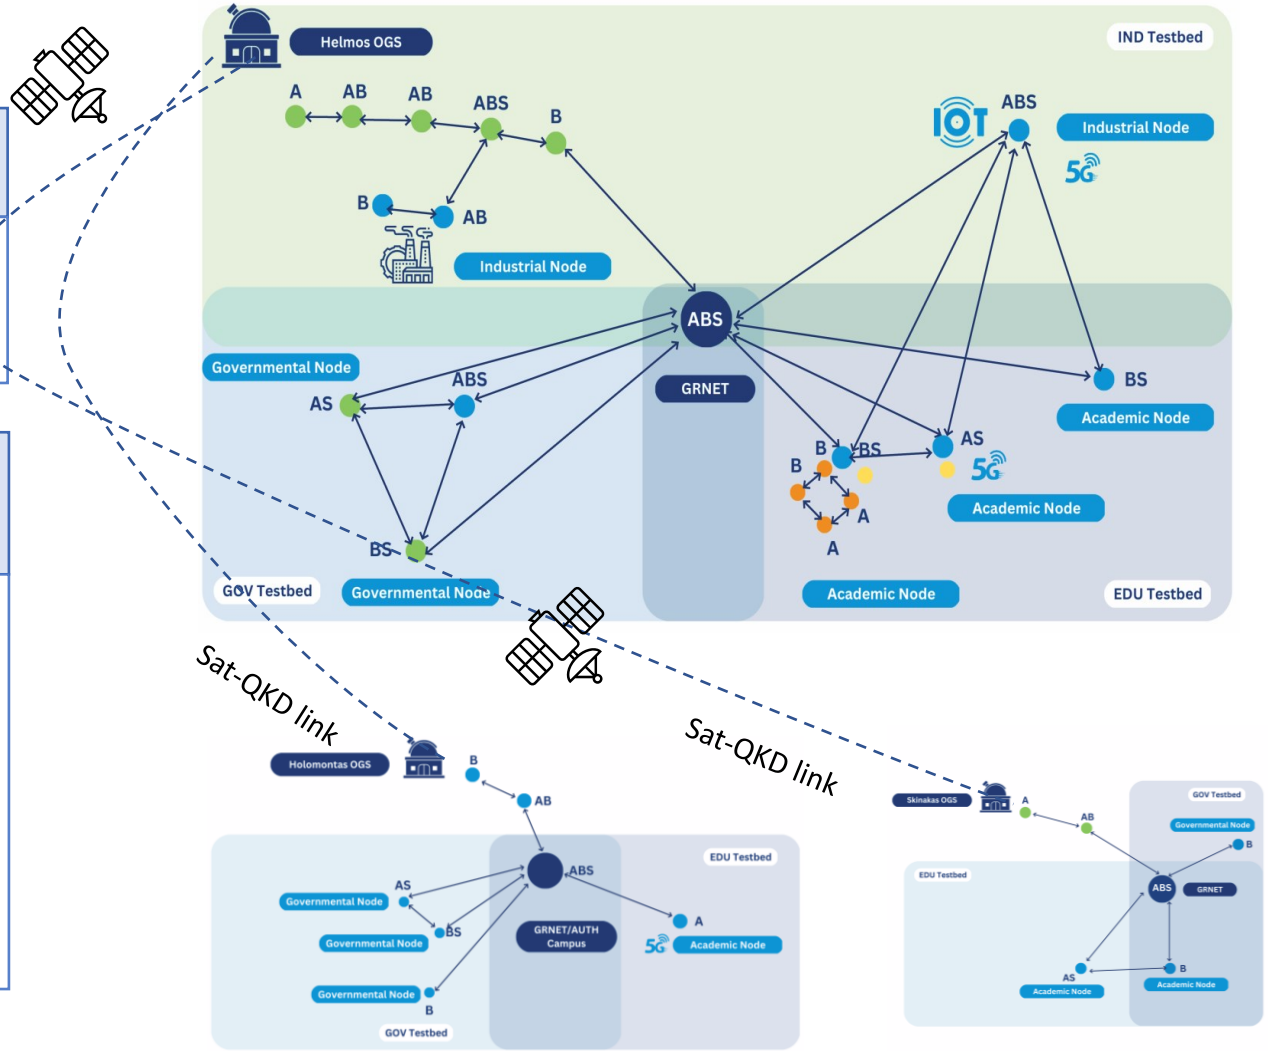 Helmos OGS
IND Testbed
A
AB
AB
ABS
B
IOT
ABS
Industrial Node
5G
B
AB
Industrial Node
ABS
GRNET
Governmental Node
AS
ABS
BS
GOV Testbed
Governmental Node
BS
Academic Node
B
BS
AS
5G
B
A
A
Academic Node
Academic Node
EDU Testbed
Sat-QKD link
Sat-QKD link
Holomontas OGS
B
AB
ABS
EDU Testbed
AS
Governmental Node
BS
Governmental Node
GRNET/AUTH
Campus
A
5G
Academic Node
Governmental Node
B
GOV Testbed
Skinakas OGS
A
AB
GOV Testbed
Governmental Node
B
EDU Testbed
ABS
GRNET
AS
Academic Node
B
Academic Node